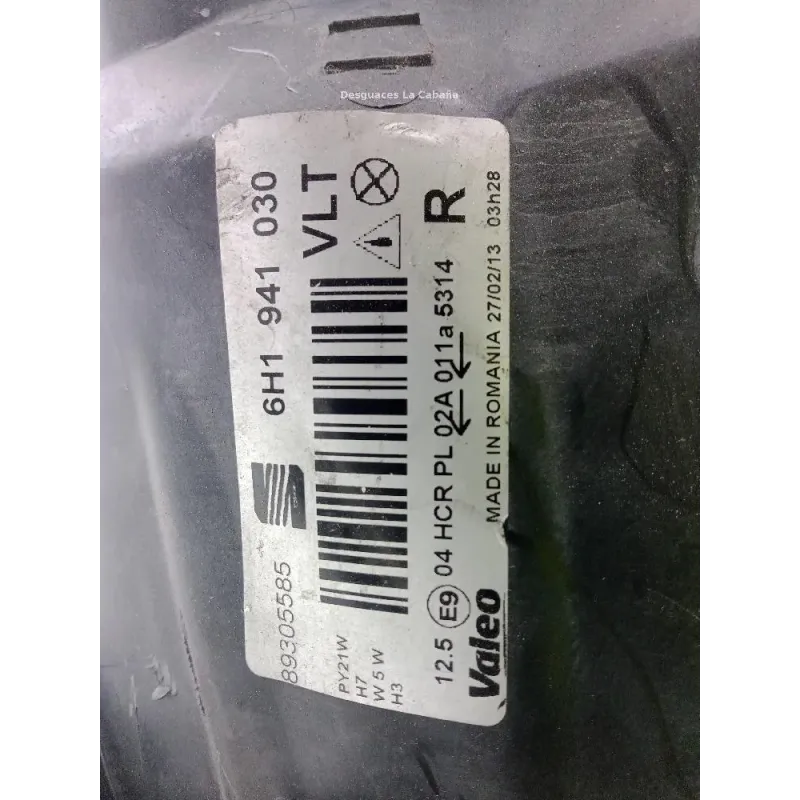 Desguaces La Cabaña
89305585
6H1 941 030
VLT
PY21W
H7
W5W
H3
R
12.5 E9 04 HCR PL 02A 011a 5314
Valeo
MADE IN ROMANIA 27/02/13 03h28